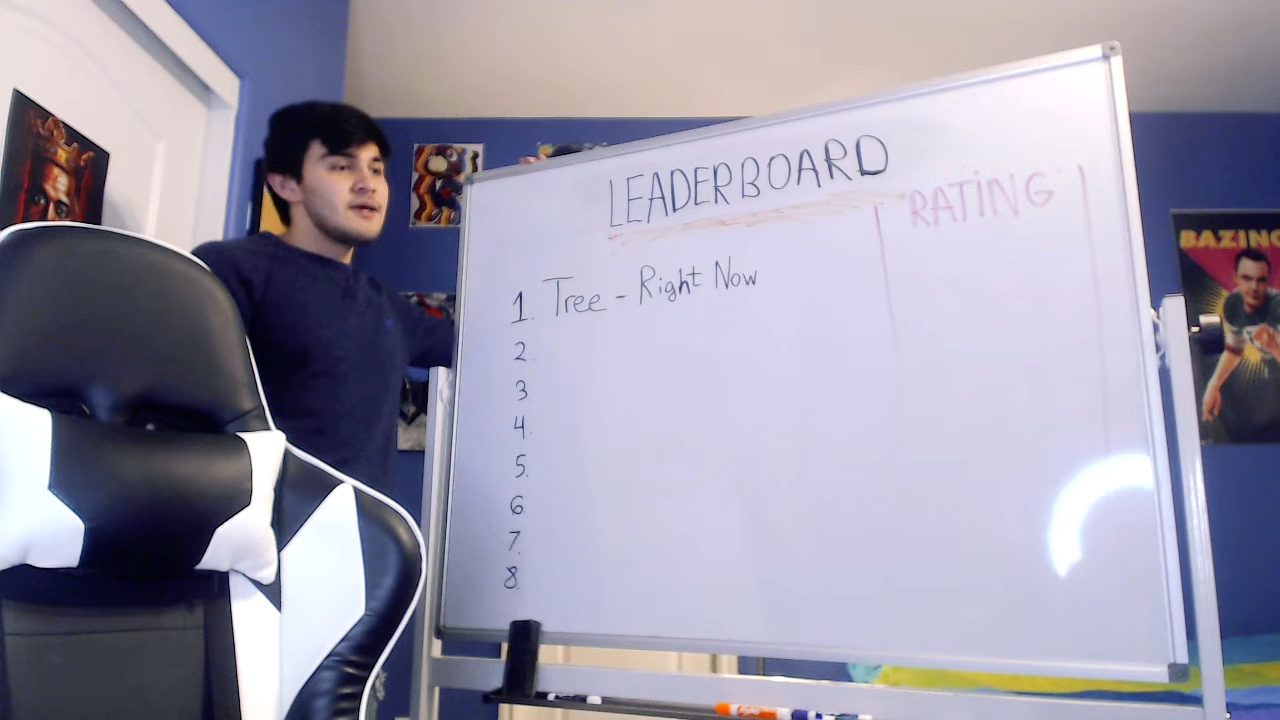 LEADERBOARD
RATING
1. Tree - Right Now
2.
3
4.
5.
6
7.
8.
BAZING